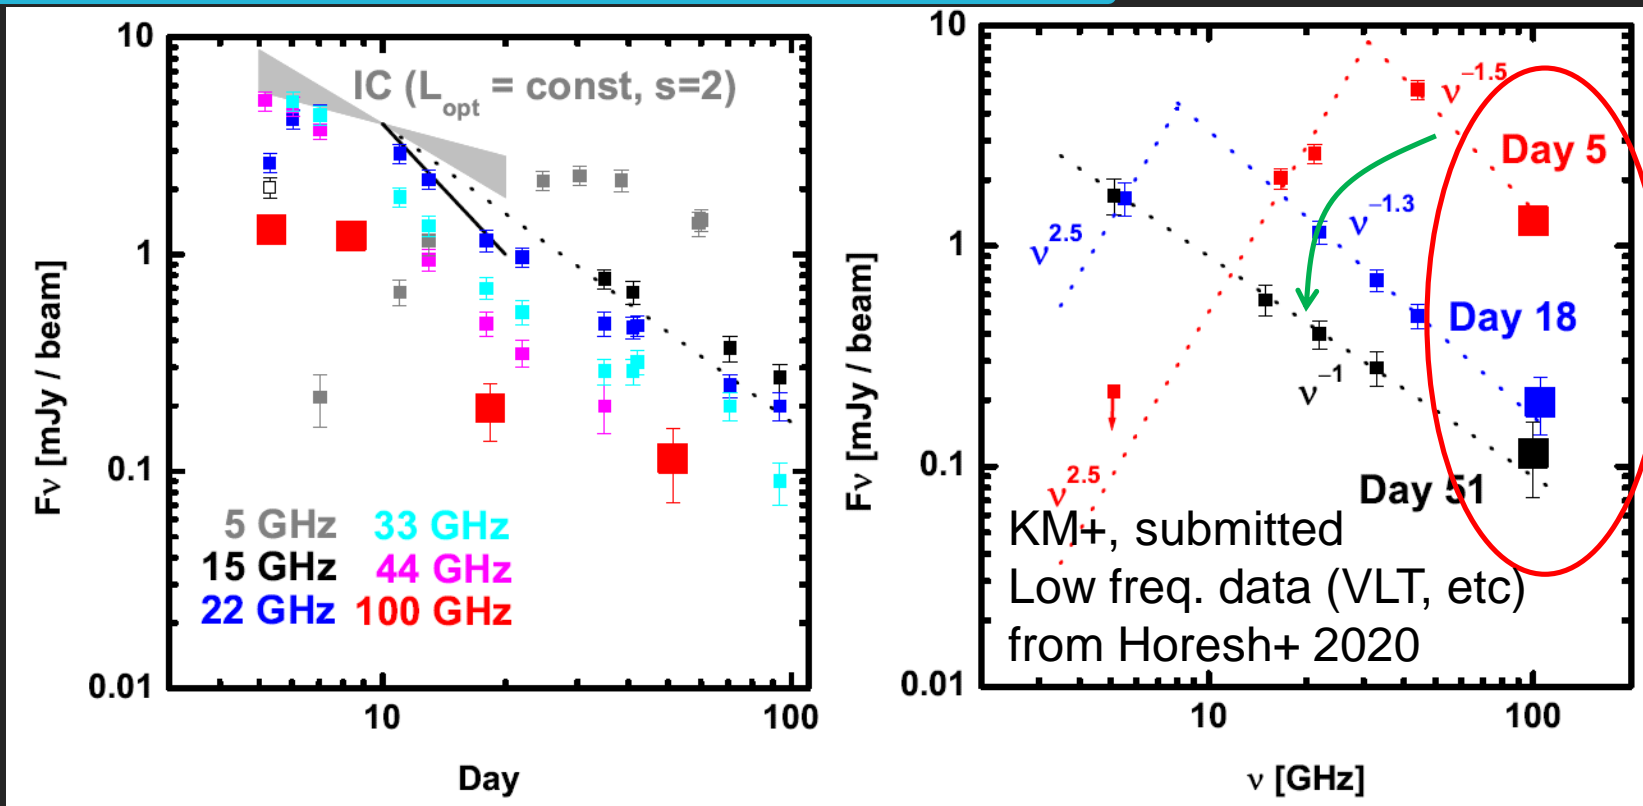 10
1
0.1
0.01
Fν [mJy / beam]
IC (Lopt = const, s=2)
5 GHz 33 GHz
15 GHz 44 GHz
22 GHz 100 GHz
10 100
Day
10
1
0.1
0.01
Fν [mJy / beam]
ν−1.5
Day 5
ν−1.3
ν2.5
Day 18
ν−1
ν2.5
Day 51
KM+, submitted
Low freq. data (VLT, etc)
from Horesh+ 2020
10 100
ν [GHz]